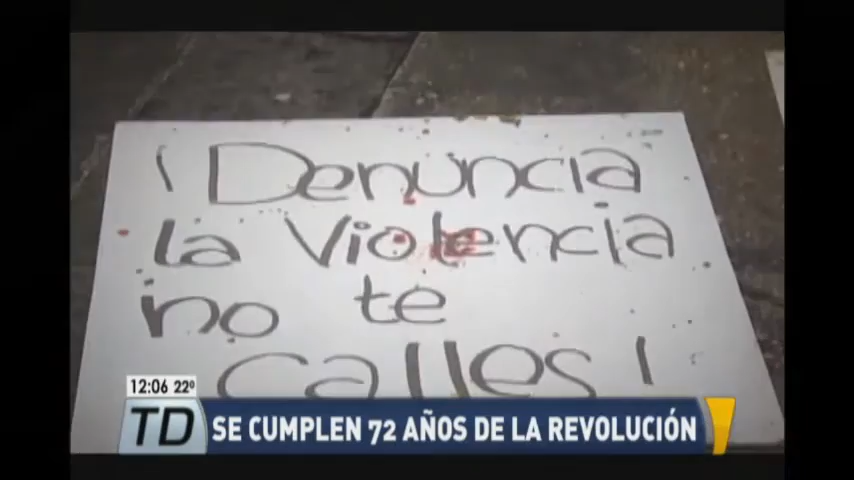 ¡Denuncia
la Violencia
no te
calles!
12:06 22º
TD SE CUMPLEN 72 AÑOS DE LA REVOLUCIÓN